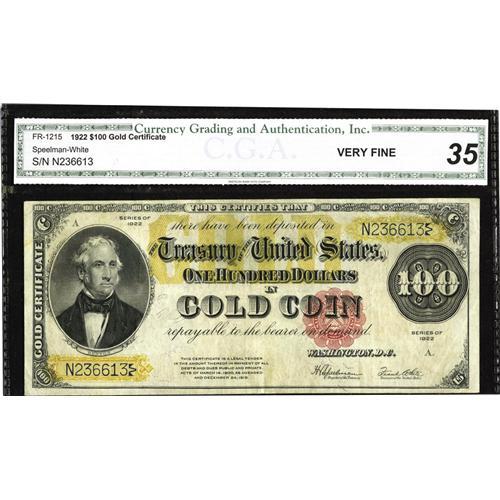 Currency Grading and Authentication, Inc.
C.G.A.
FR-1215 1922 $100 Gold Certificate
Speelman-White
S/N N236613
VERY FINE
35
THIS CERTIFIES THAT
SERIES OF 1922
A
there have been deposited in
N236613
the Treasury of the United States,
ONE HUNDRED DOLLARS
IN
GOLD COIN
repayable to the bearer on demand.
100
GOLD CERTIFICATE
BENTON
SERIES OF 1922
WASHINGTON, D.C.
A.
N236613
THIS CERTIFICATE IS A LEGAL TENDER
IN THE AMOUNT THEREOF IN PAYMENT OF ALL
DEBTS AND DUES PUBLIC AND PRIVATE.
ACTS OF MARCH 14, 1900, AS AMENDED
AND DECEMBER 24, 1919.
H.V. Speelman
Frank White